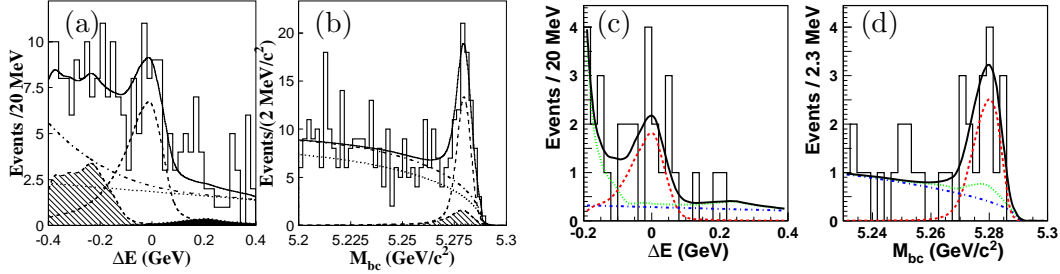 (a)
Events/20 MeV
10
7.5
5
2.5
0
-0.4 -0.2 0 0.2 0.4
ΔE (GeV)
(b)
Events/(2 MeV/c²)
20
15
10
5
0
5.2 5.225 5.25 5.275 5.3
M_bc (GeV/c²)
(c)
Events / 20 MeV
5
4
3
2
1
0
-0.2 0 0.2 0.4
ΔE (GeV)
(d)
Events / 2.3 MeV
5
4
3
2
1
0
5.24 5.26 5.28 5.3
M_bc (GeV/c²)